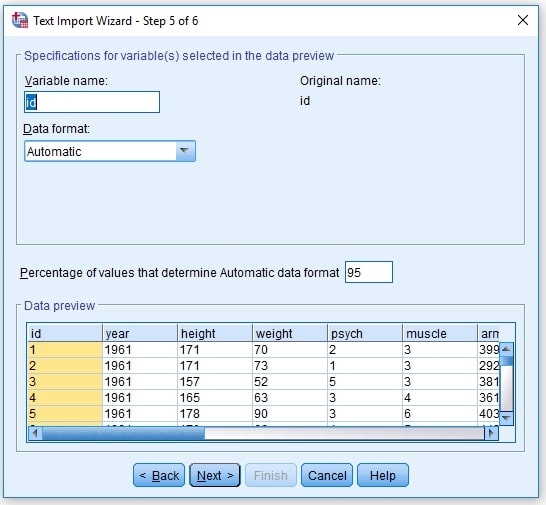 Text Import Wizard - Step 5 of 6
Specifications for variable(s) selected in the data preview
Variable name: Original name:
id id
Data format:
Automatic
Percentage of values that determine Automatic data format 95
Data preview
id year height weight psych muscle arm
1 1961 171 70 2 3 399
2 1961 171 73 1 3 292
3 1961 157 52 5 3 381
4 1961 165 63 3 4 361
5 1961 178 90 3 6 403
< Back Next > Finish Cancel Help